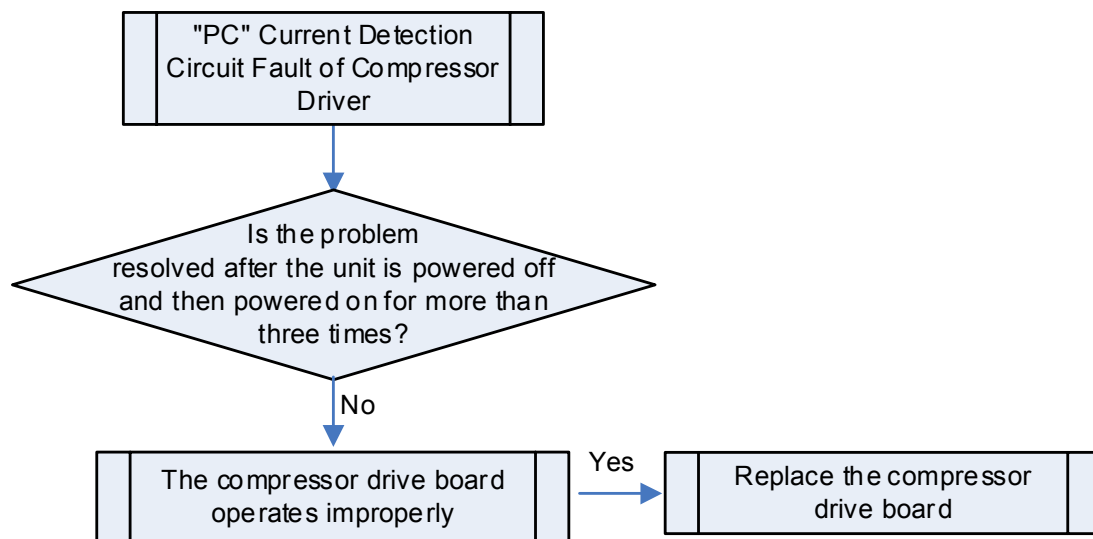 "PC" Current Detection
Circuit Fault of Compressor
Driver
Is the problem
resolved after the unit is powered off
and then powered on for more than
three times?
No
The compressor drive board
operates improperly
Yes
Replace the compressor
drive board